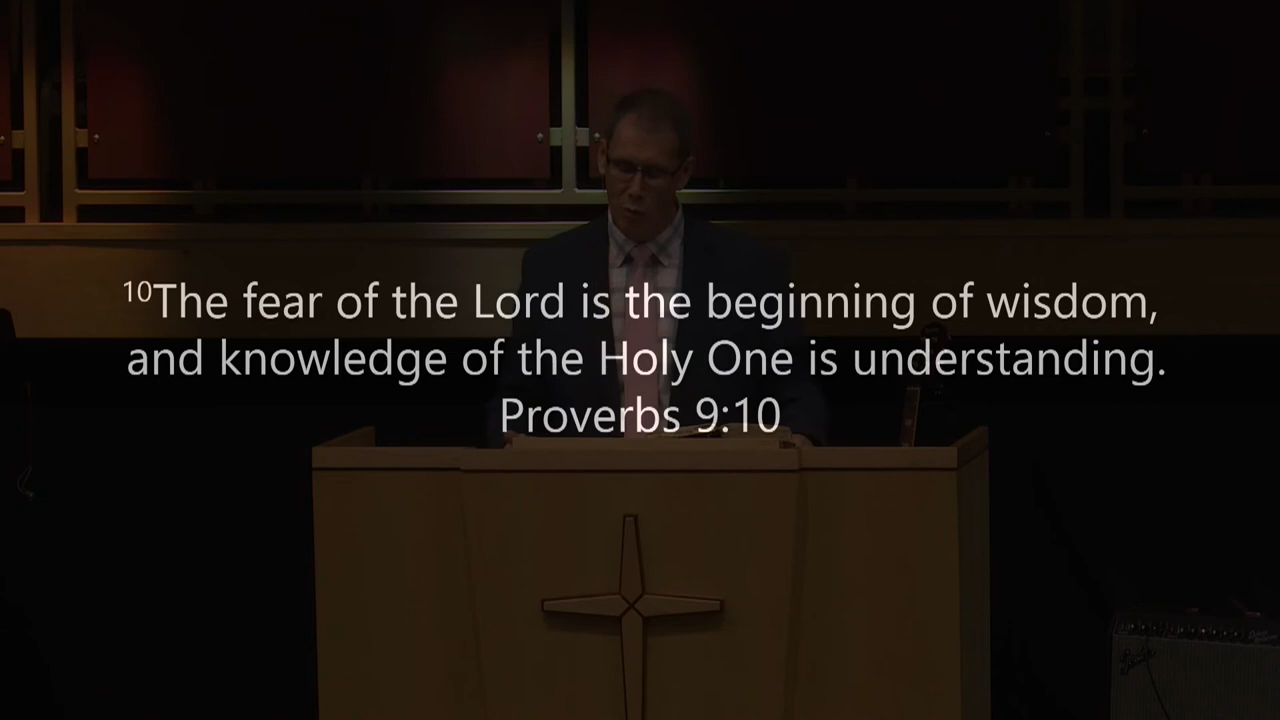 ¹⁰The fear of the Lord is the beginning of wisdom,
and knowledge of the Holy One is understanding.
Proverbs 9:10
Fender